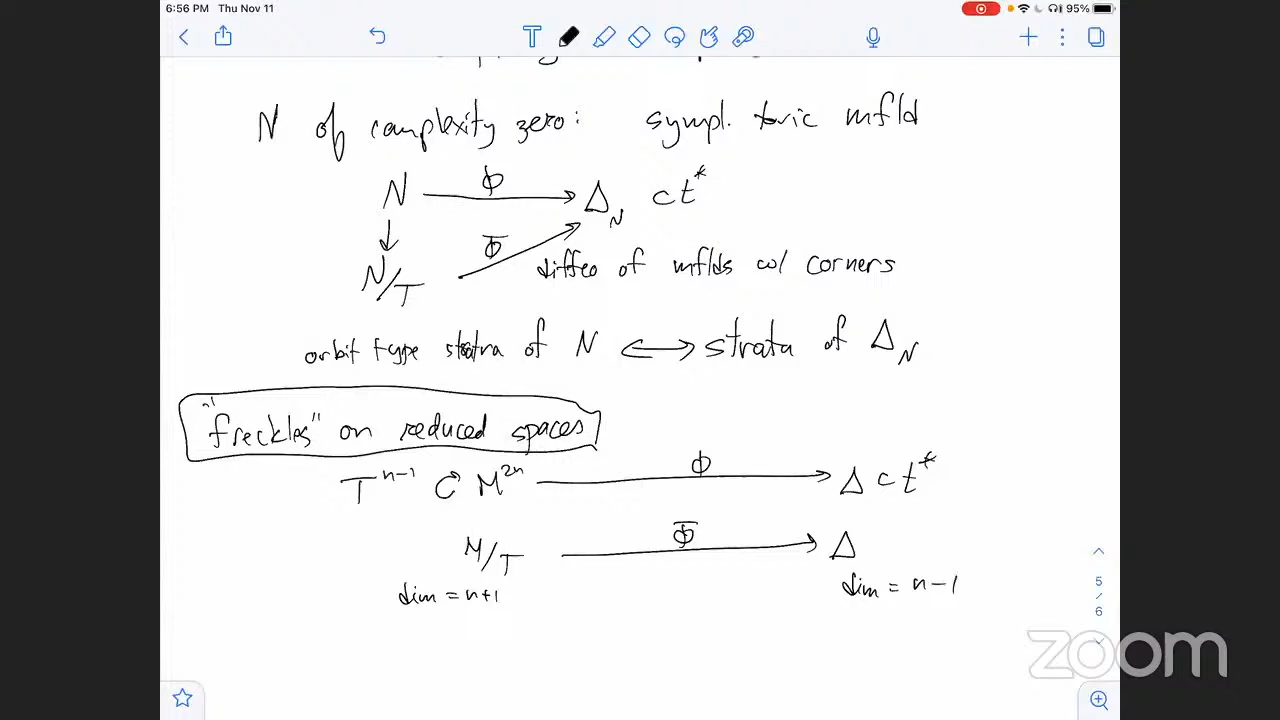 6:56 PM Thu Nov 11
95%
N of complexity zero: sympl. toric mfld
N Φ Δ_N ⊂ t*
N/T Φ̄ diffeo of mflds w/ corners
orbit type strata of N ⟷ strata of Δ_N
"freckles" on reduced spaces
T^{n-1} ↻ M^{2n} Φ Δ ⊂ t*
M/T Φ̄ Δ
dim = n+1 dim = n-1
5
/
6
zoom